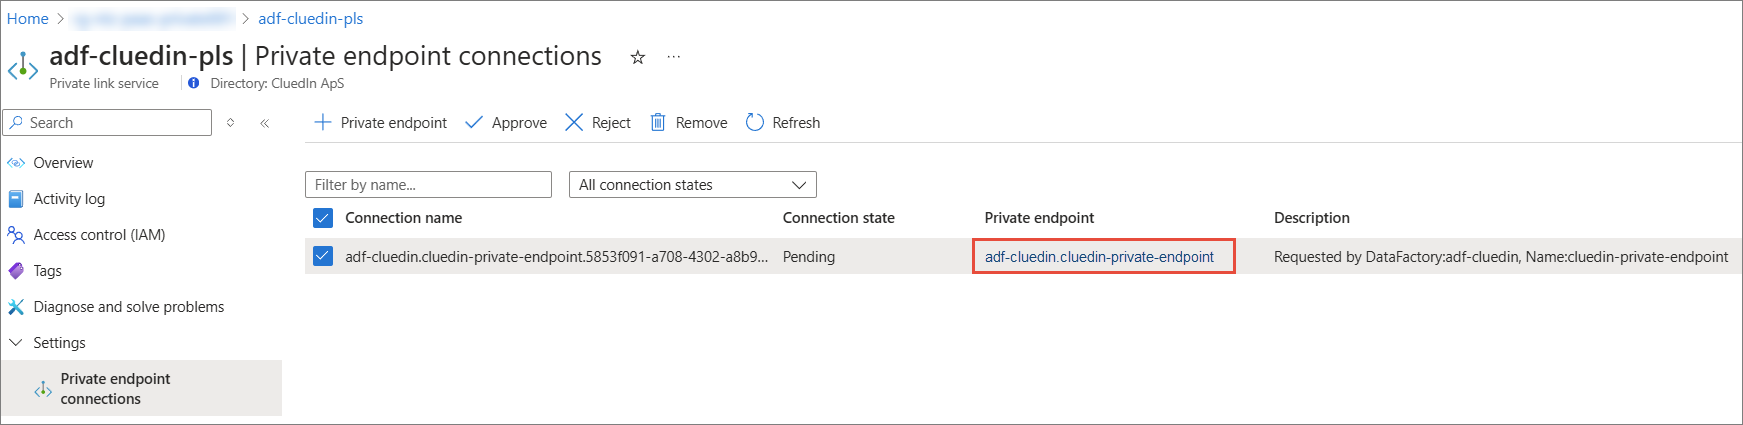 Home > > adf-cluedin-pls
adf-cluedin-pls | Private endpoint connections
Private link service
Directory: CluedIn ApS
Search
Private endpoint Approve Reject Remove Refresh
Overview
Activity log
Access control (IAM)
Tags
Diagnose and solve problems
Settings
Private endpoint
connections
Filter by name...
All connection states
Connection name Connection state Private endpoint Description
adf-cluedin.cluedin-private-endpoint.5853f091-a708-4302-a8b9... Pending adf-cluedin.cluedin-private-endpoint Requested by DataFactory:adf-cluedin, Name:cluedin-private-endpoint